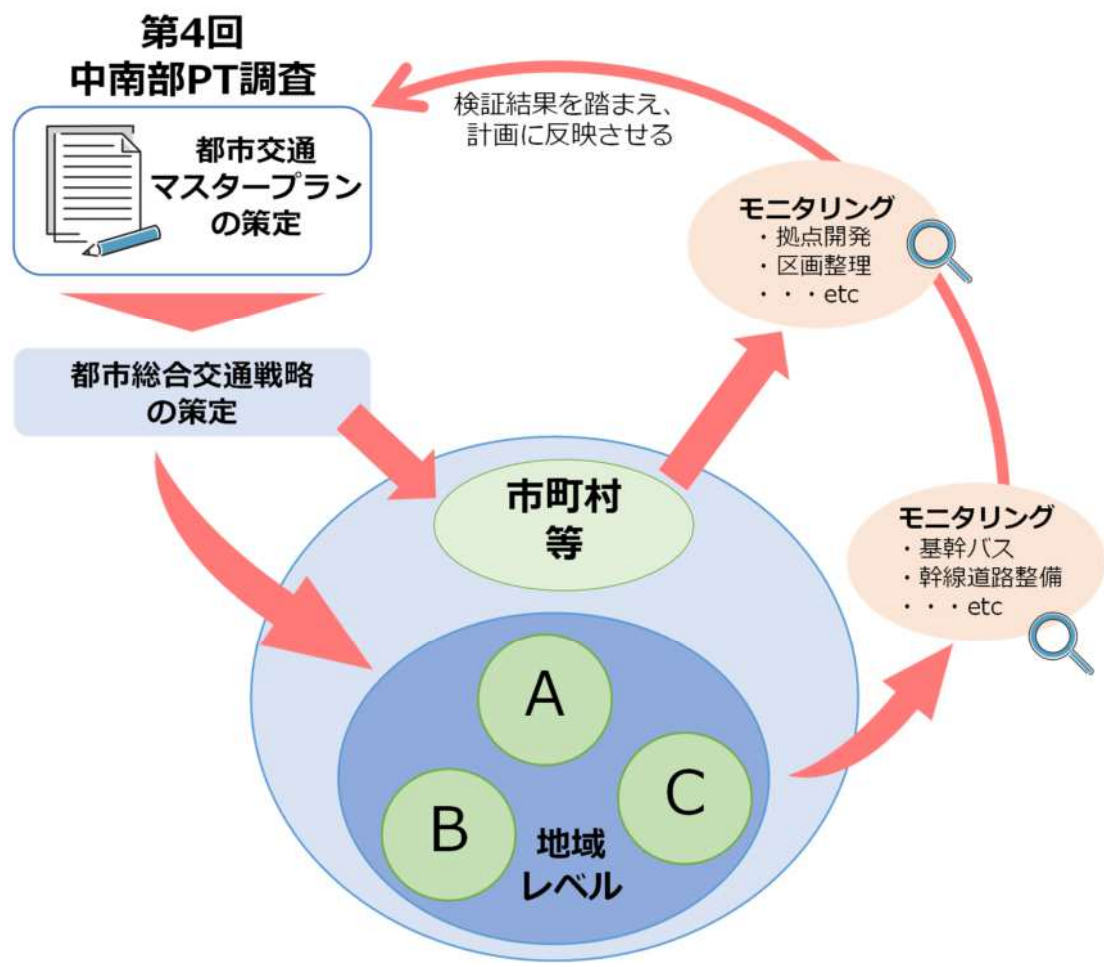 第4回
中南部PT調査
都市交通
マスタープラン
の策定
都市総合交通戦略
の策定
検証結果を踏まえ、
計画に反映させる
モニタリング
・拠点開発
・区画整理
・・・etc
モニタリング
・基幹バス
・幹線道路整備
・・・etc
市町村
等
A
B
C
地域
レベル